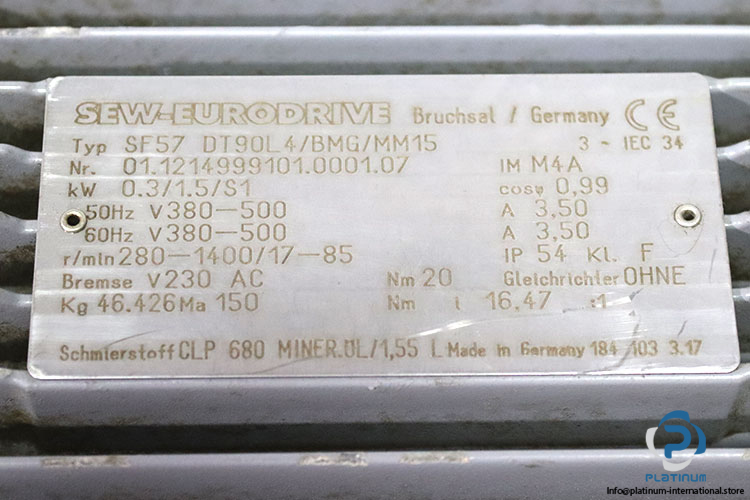 SEW-EURODRIVE Bruchsal / Germany CE
Typ SF57 DT90L4/BMG/MM15 3 ~ IEC 34
Nr. 01.1214999101.0001.07 IM M4A
kW 0.3/1.5/S1 cosφ 0,99
50Hz V380-500 A 3,50
60Hz V380-500 A 3,50
r/min 280-1400/17-85 IP 54 Kl. F
Bremse V230 AC Nm 20 Gleichrichter OHNE
Kg 46.426 Ma 150 Nm i 16,47 :1
Schmierstoff CLP 680 MINER.ÖL/1,55 L Made in Germany 184 103 3.17
PLATINUM
Info@platinum-international.store